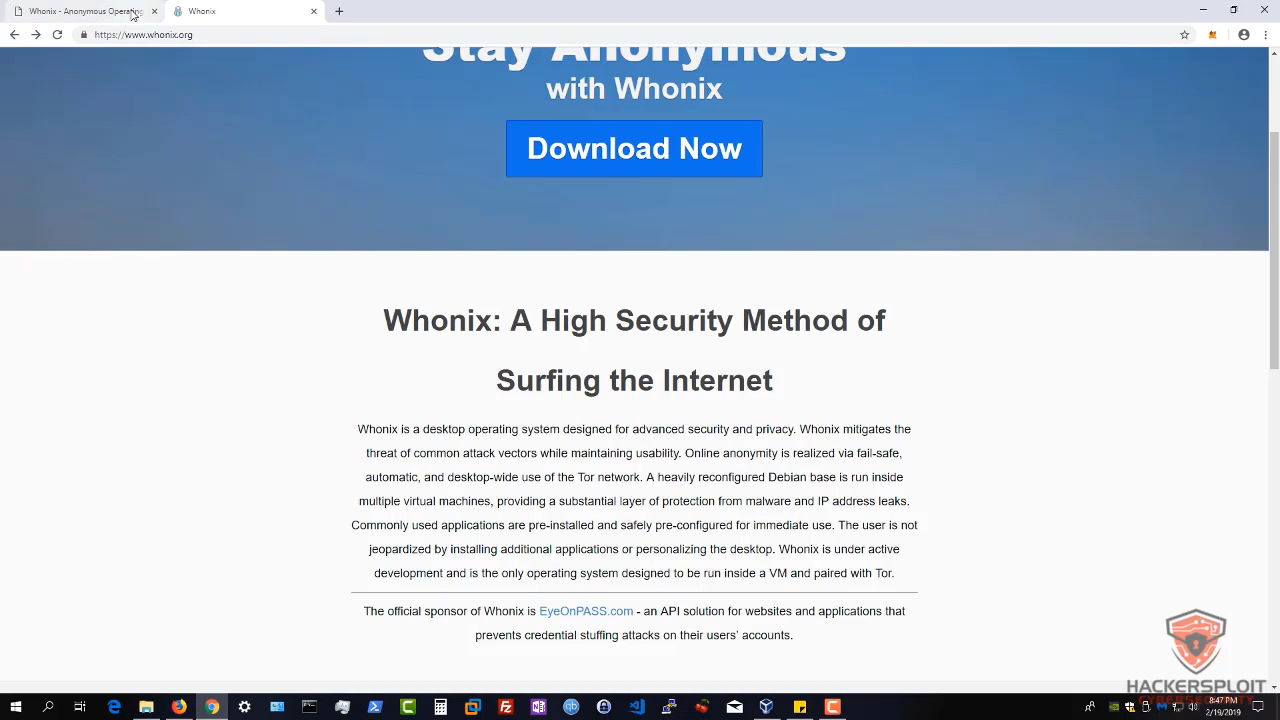 Whonix - Anonymous Operating
Whonix
https://www.whonix.org
Stay Anonymous
with Whonix
Download Now
Whonix: A High Security Method of
Surfing the Internet
Whonix is a desktop operating system designed for advanced security and privacy. Whonix mitigates the
threat of common attack vectors while maintaining usability. Online anonymity is realized via fail-safe,
automatic, and desktop-wide use of the Tor network. A heavily reconfigured Debian base is run inside
multiple virtual machines, providing a substantial layer of protection from malware and IP address leaks.
Commonly used applications are pre-installed and safely pre-configured for immediate use. The user is not
jeopardized by installing additional applications or personalizing the desktop. Whonix is under active
development and is the only operating system designed to be run inside a VM and paired with Tor.
The official sponsor of Whonix is EyeOnPASS.com - an API solution for websites and applications that
prevents credential stuffing attacks on their users' accounts.
HACKERSPLOIT
CYBERSECURITY
8:47 PM
2/19/2019